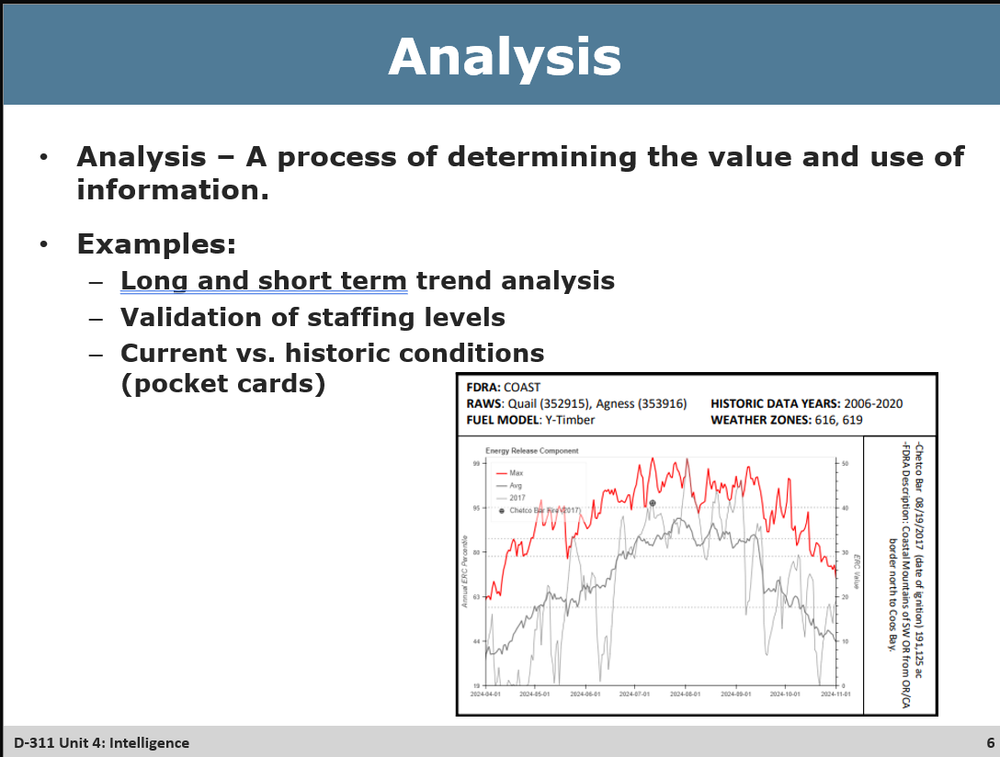 Analysis
• Analysis – A process of determining the value and use of
information.
• Examples:
– Long and short term trend analysis
– Validation of staffing levels
– Current vs. historic conditions
(pocket cards)
FDRA: COAST
RAWS: Quail (352915), Agness (353916)
HISTORIC DATA YEARS: 2006-2020
FUEL MODEL: Y-Timber
WEATHER ZONES: 616, 619
Energy Release Component
Max
Avg
2017
Chetco Bar Fire (2017)
Annual ERC Percentile
99
95
80
63
44
19
50
40
30
20
10
0
ERC Value
2024-04-01
2024-05-01
2024-06-01
2024-07-01
2024-08-01
2024-09-01
2024-10-01
2024-11-01
-Chetco Bar 08/19/2017 (date of ignition) 191,125 ac
-FDRA Description: Coastal Mountains of SW OR from OR/CA
border north to Coos Bay.
D-311 Unit 4: Intelligence
6